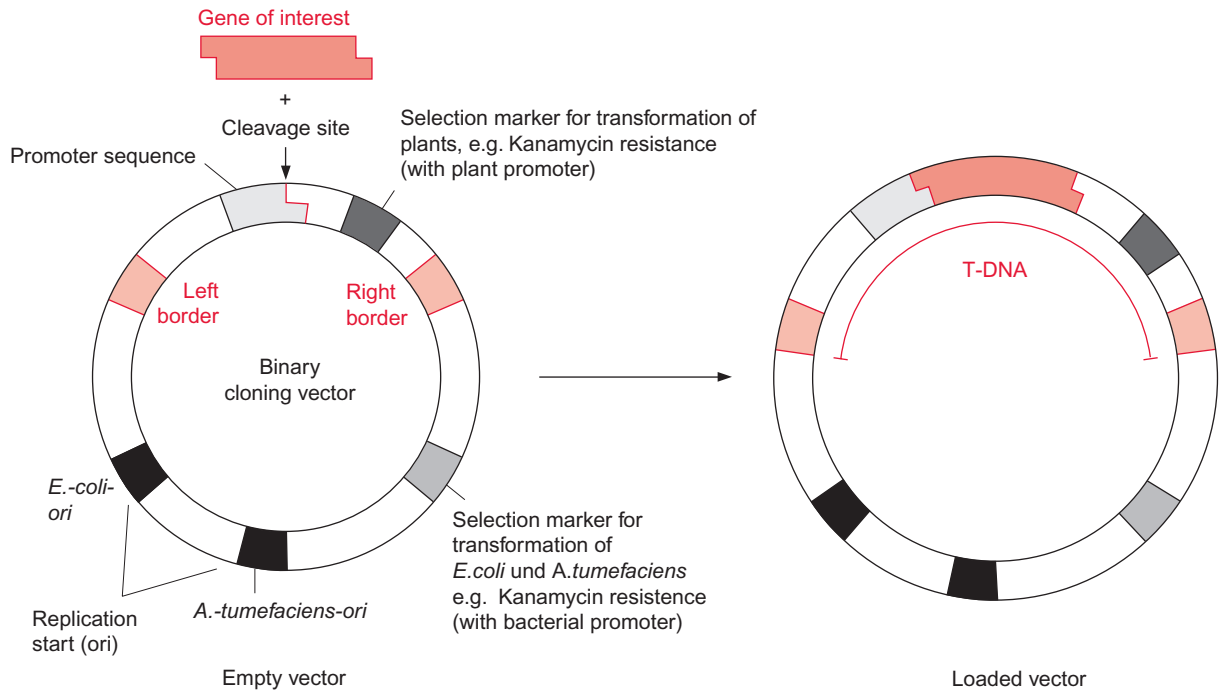 Gene of interest
+
Cleavage site
Promoter sequence
Selection marker for transformation of
plants, e.g. Kanamycin resistance
(with plant promoter)
Left
border
Right
border
Binary
cloning vector
E.-coli-
ori
Replication
start (ori)
A.-tumefaciens-ori
Selection marker for
transformation of
E.coli und A.tumefaciens
e.g. Kanamycin resistence
(with bacterial promoter)
Empty vector
T-DNA
Loaded vector